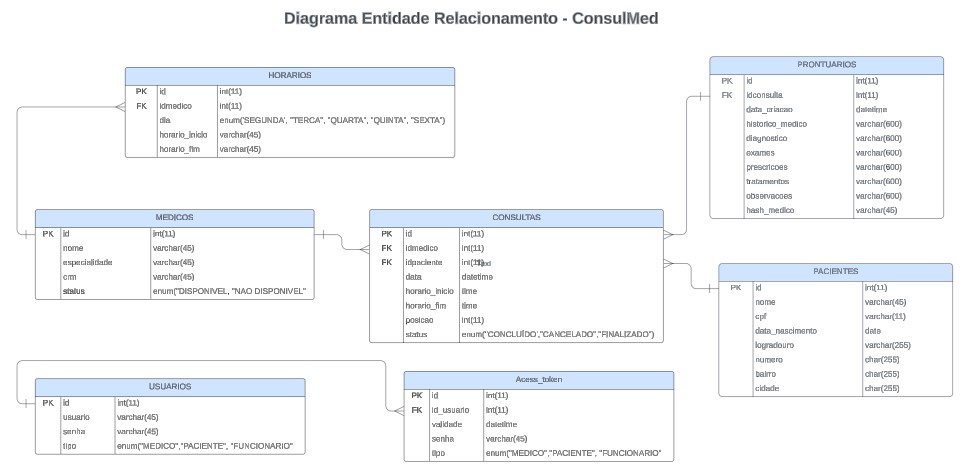 Diagrama Entidade Relacionamento - ConsulMed
HORARIOS
PK id int(11)
FK idmedico int(11)
dia enum('SEGUNDA', "TERCA", "QUARTA", "QUINTA", "SEXTA")
horario_inicio varchar(45)
horario_fim varchar(45)
PRONTUARIOS
PK id int(11)
FK idconsulta int(11)
data_criacao datetime
historico_medico varchar(600)
diagnostico varchar(600)
exames varchar(600)
prescricoes varchar(600)
tratamentos varchar(600)
observacoes varchar(600)
hash_medico varchar(45)
MEDICOS
PK id int(11)
nome varchar(45)
especialidade varchar(45)
crm varchar(45)
status enum("DISPONIVEL, "NAO DISPONIVEL"
CONSULTAS
PK id int(11)
FK idmedico int(11)
FK idpaciente int(11)
data datetime
horario_inicio time
horario_fim time
posicao int(11)
status enum("CONCLUÍDO","CANCELADO","FINALIZADO")
PACIENTES
PK id int(11)
nome varchar(45)
cpf varchar(11)
data_nascimento date
logradouro varchar(255)
numero char(255)
bairro char(255)
cidade char(255)
USUARIOS
PK id int(11)
usuario varchar(45)
senha varchar(45)
tipo enum("MEDICO","PACIENTE", "FUNCIONARIO"
Acess_token
PK id int(11)
FK id_usuario int(11)
validade datetime
senha varchar(45)
tipo enum("MEDICO","PACIENTE", "FUNCIONARIO"